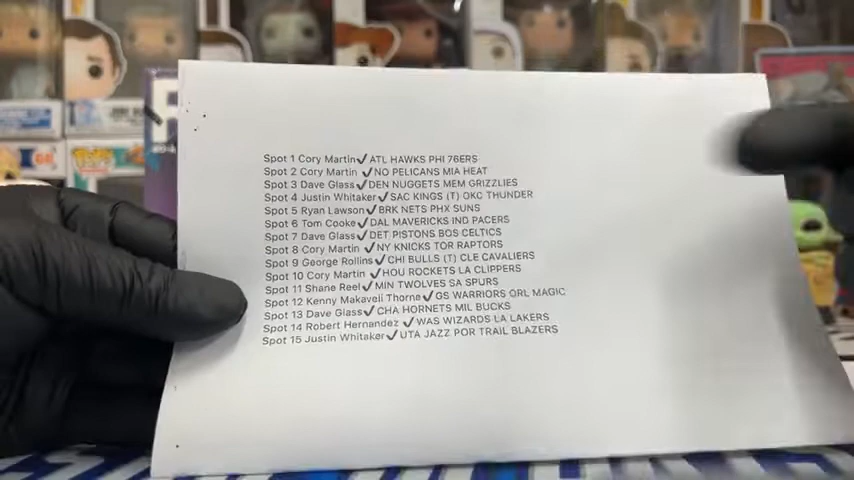 Spot 1 Cory Martin✓ATL HAWKS PHI 76ERS
Spot 2 Cory Martin ✓NO PELICANS MIA HEAT
Spot 3 Dave Glass✓DEN NUGGETS MEM GRIZZLIES
Spot 4 Justin Whitaker✓SAC KINGS (T) OKC THUNDER
Spot 5 Ryan Lawson✓BRK NETS PHX SUNS
Spot 6 Tom Cooke✓DAL MAVERICKS IND PACERS
Spot 7 Dave Glass✓DET PISTONS BOS CELTICS
Spot 8 Cory Martin ✓NY KNICKS TOR RAPTORS
Spot 9 George Rollins✓CHI BULLS (T) CLE CAVALIERS
Spot 10 Cory Martin ✓HOU ROCKETS LA CLIPPERS
Spot 11 Shane Reel✓MIN TWOLVES SA SPURS
Spot 12 Kenny Makaveli Thorne✓GS WARRIORS ORL MAGIC
Spot 13 Dave Glass✓CHA HORNETS MIL BUCKS
Spot 14 Robert Hernandez ✓WAS WIZARDS LA LAKERS
Spot 15 Justin Whitaker✓UTA JAZZ POR TRAIL BLAZERS